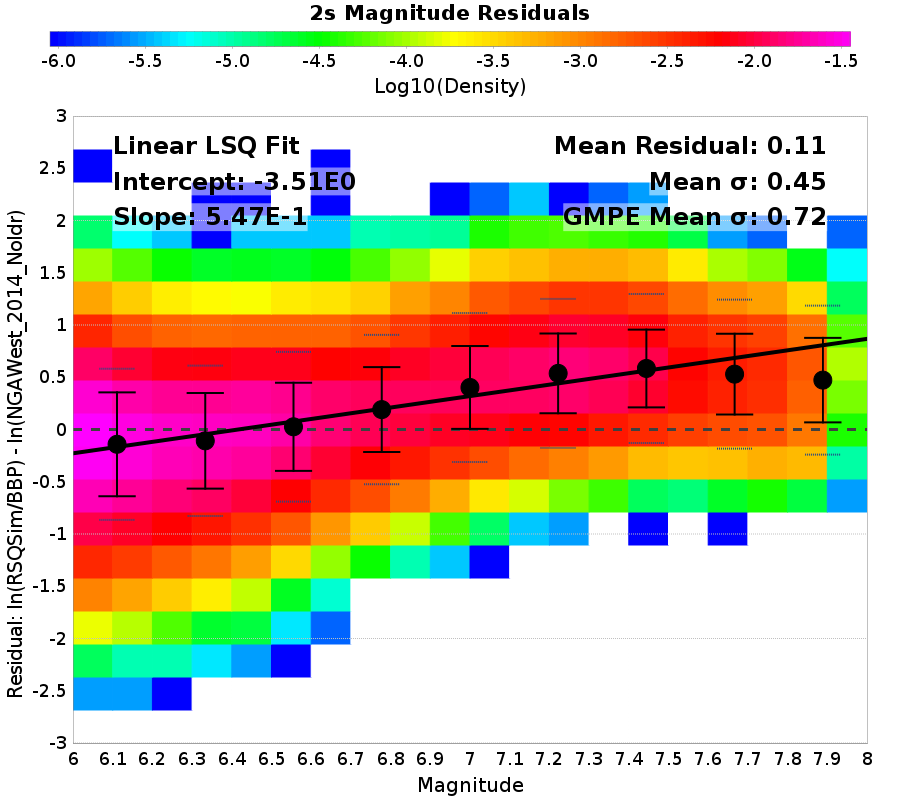 2s Magnitude Residuals
-6.0 -5.5 -5.0 -4.5 -4.0 -3.5 -3.0 -2.5 -2.0 -1.5
Log10(Density)
Linear LSQ Fit
Intercept: -3.51E0
Slope: 5.47E-1
Mean Residual: 0.11
Mean σ: 0.45
GMPE Mean σ: 0.72
Residual: ln(RSQSim/BBP) - ln(NGAWest_2014_NoIdr)
3
2.5
2
1.5
1
0.5
0
-0.5
-1
-1.5
-2
-2.5
-3
6 6.1 6.2 6.3 6.4 6.5 6.6 6.7 6.8 6.9 7 7.1 7.2 7.3 7.4 7.5 7.6 7.7 7.8 7.9 8
Magnitude